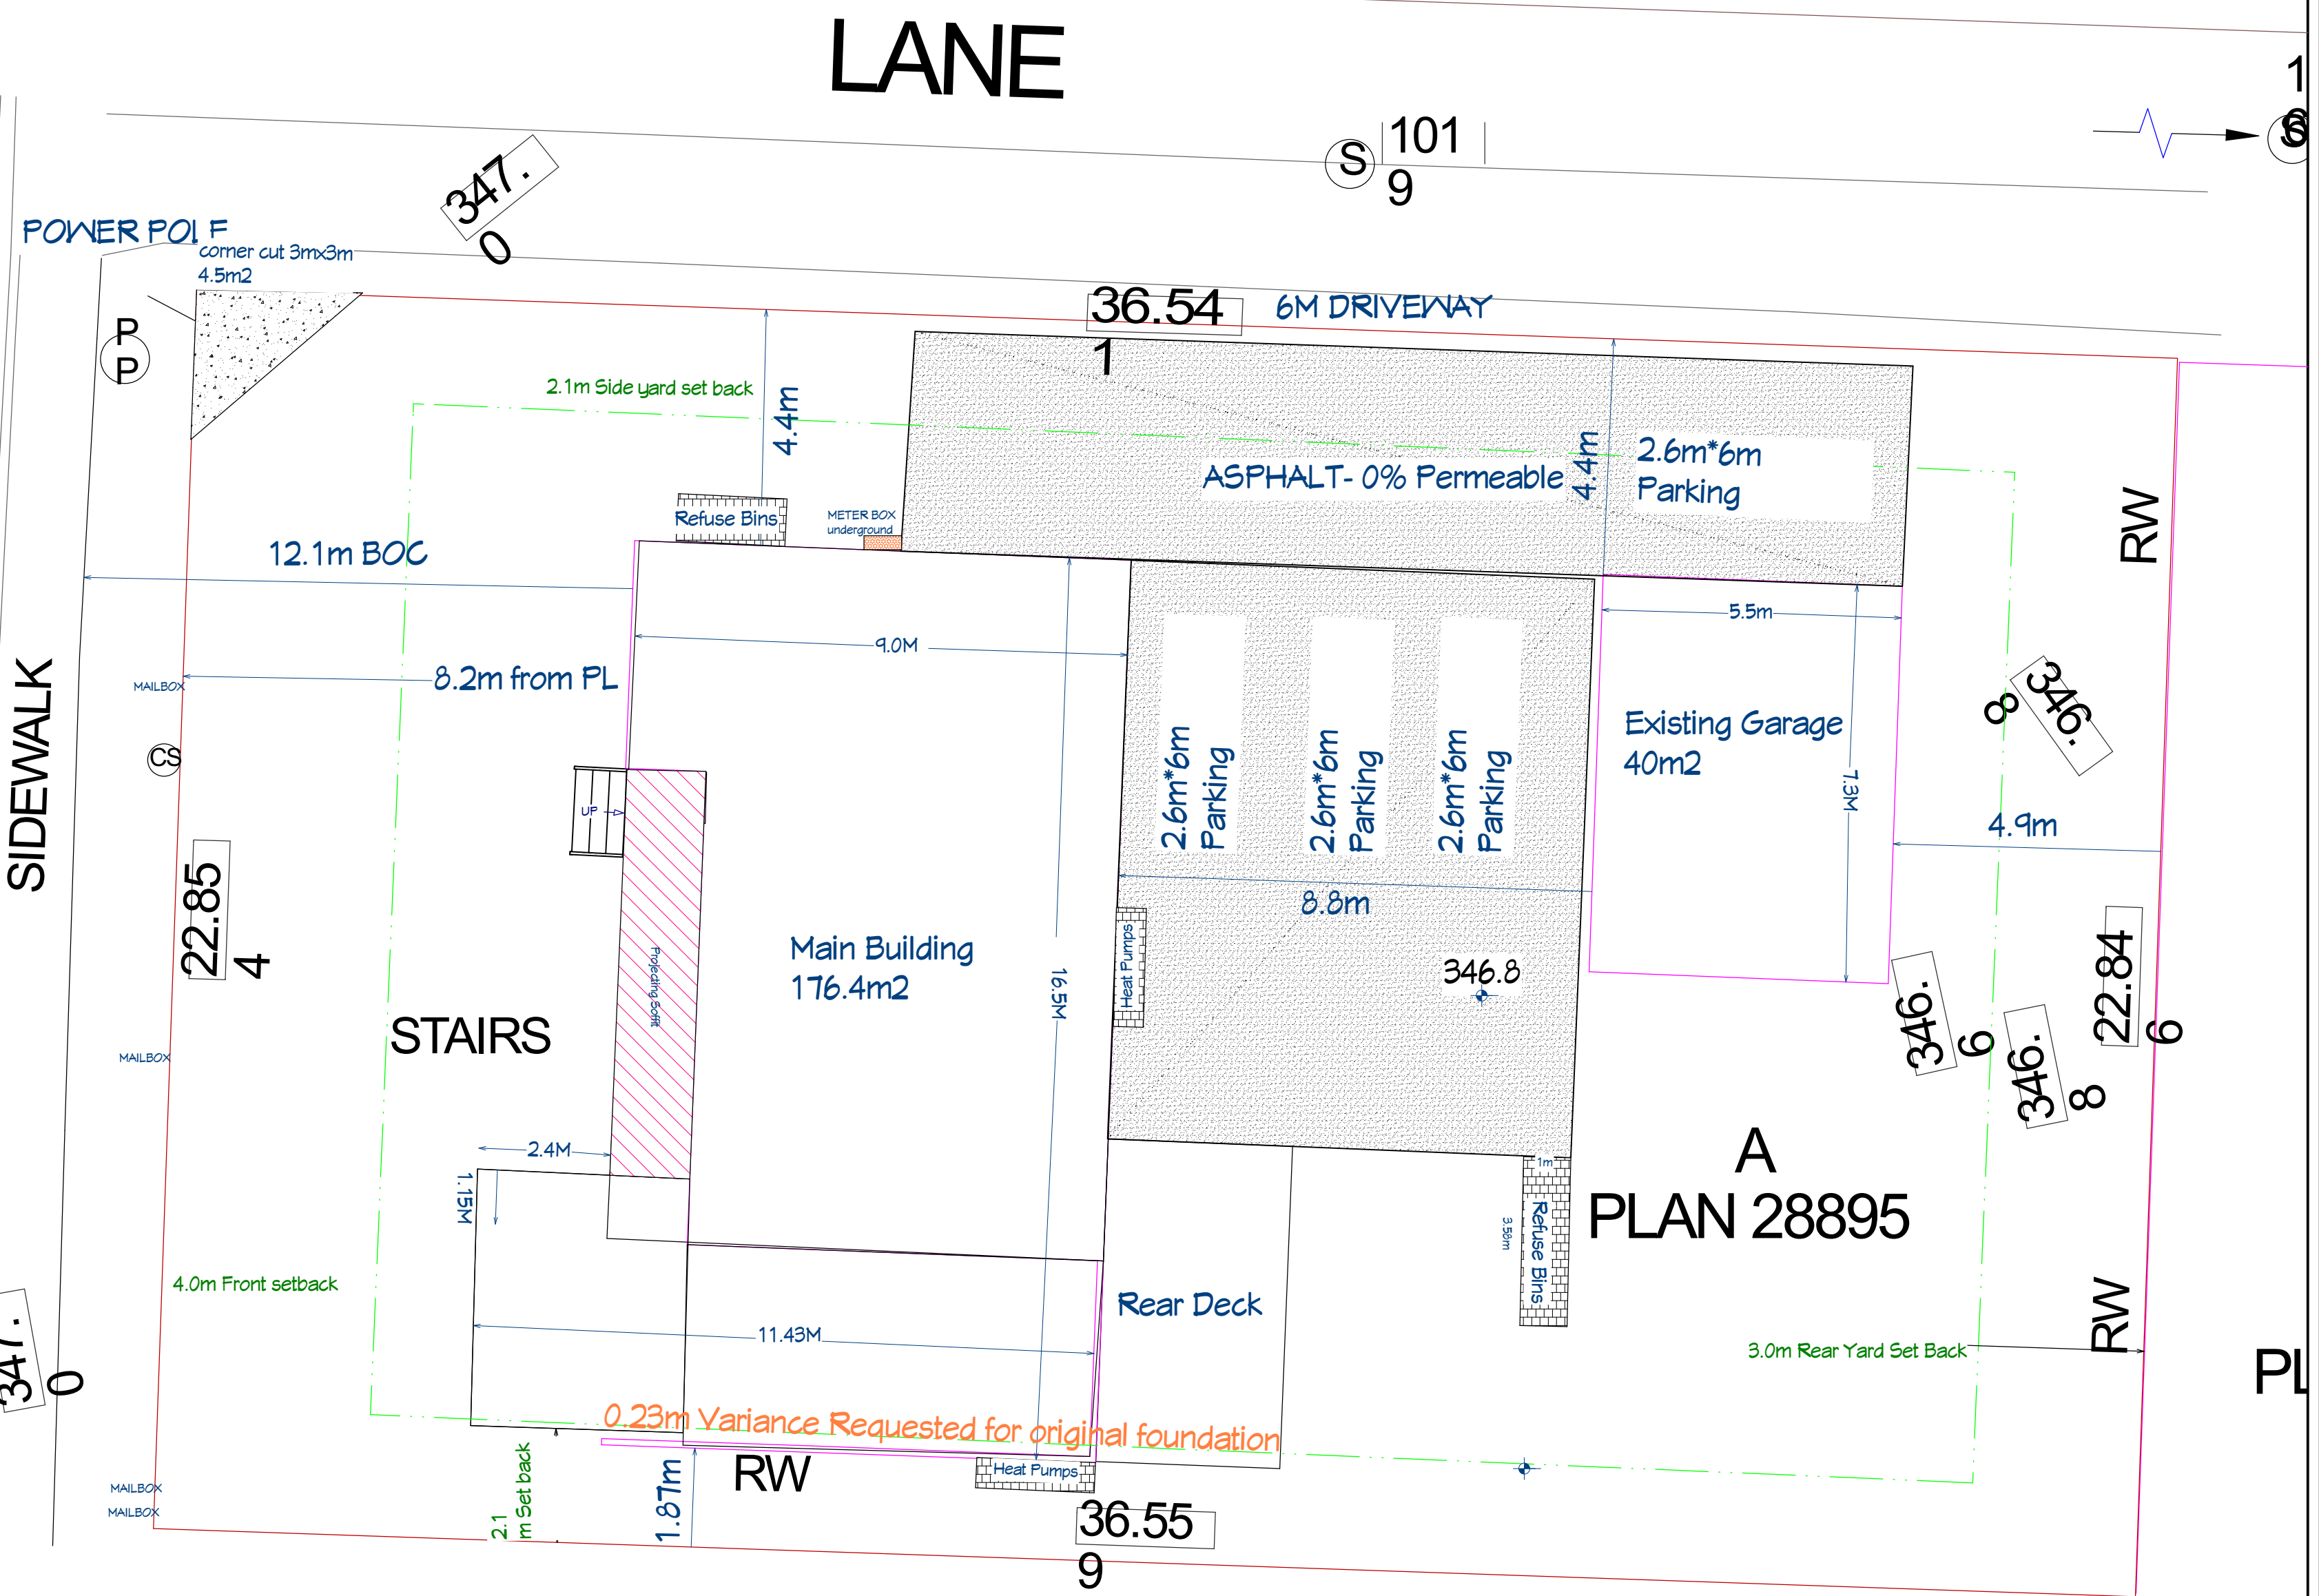 LANE
1
6
S
101
9
S
347.
0
POWER POLE
corner cut 3mx3m
4.5m2
P
P
36.54
1
6M DRIVEWAY
2.1m Side yard set back
4.4m
4.4m
ASPHALT- 0% Permeable
2.6m*6m
Parking
Refuse Bins
METER BOX
underground
RW
12.1m BOC
9.0M
5.5m
8.2m from PL
MAILBOX
SIDEWALK
CS
UP
2.6m*6m
Parking
2.6m*6m
Parking
2.6m*6m
Parking
Existing Garage
40m2
7.3M
346.
8
4.9m
22.85
4
8.8m
Main Building
176.4m2
Projecting Soffit
16.5M
Heat Pumps
346.8
346.
6
346.
8
22.84
6
STAIRS
MAILBOX
2.4M
1.15M
1m
3.58m
Refuse Bins
A
PLAN 28895
4.0m Front setback
Rear Deck
11.43M
3.0m Rear Yard Set Back
RW
PL
347.
0
0.23m Variance Requested for original foundation
2.1
m Set back
1.87m
RW
Heat Pumps
MAILBOX
MAILBOX
36.55
9